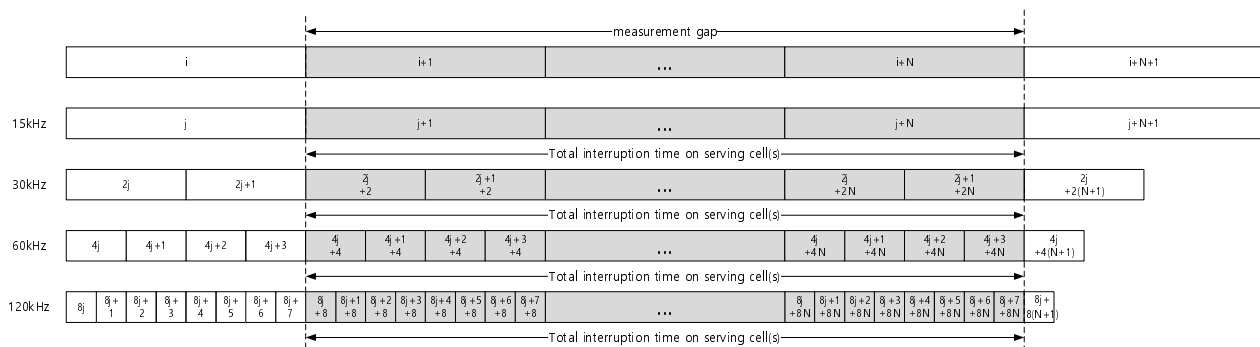 measurement gap
i i+1 ... i+N i+N+1
15kHz j j+1 ... j+N j+N+1
Total interruption time on serving cell(s)
30kHz 2j 2j+1 2j +2 2j+1 +2 ... 2j +2N 2j+1 +2N 2j +2(N+1)
Total interruption time on serving cell(s)
60kHz 4j 4j+1 4j+2 4j+3 4j +4 4j+1 +4 4j+2 +4 4j+3 +4 ... 4j +4N 4j+1 +4N 4j+2 +4N 4j+3 +4N 4j +4(N+1)
Total interruption time on serving cell(s)
120kHz 8j 8j+ 1 8j+ 2 8j+ 3 8j+ 4 8j+ 5 8j+ 6 8j+ 7 8j +8 8j+1 +8 8j+2 +8 8j+3 +8 8j+4 +8 8j+5 +8 8j+6 +8 8j+7 +8 ... 8j +8N 8j+1 +8N 8j+2 +8N 8j+3 +8N 8j+4 +8N 8j+5 +8N 8j+6 +8N 8j+7 +8N 8j+ 8(N+1)
Total interruption time on serving cell(s)